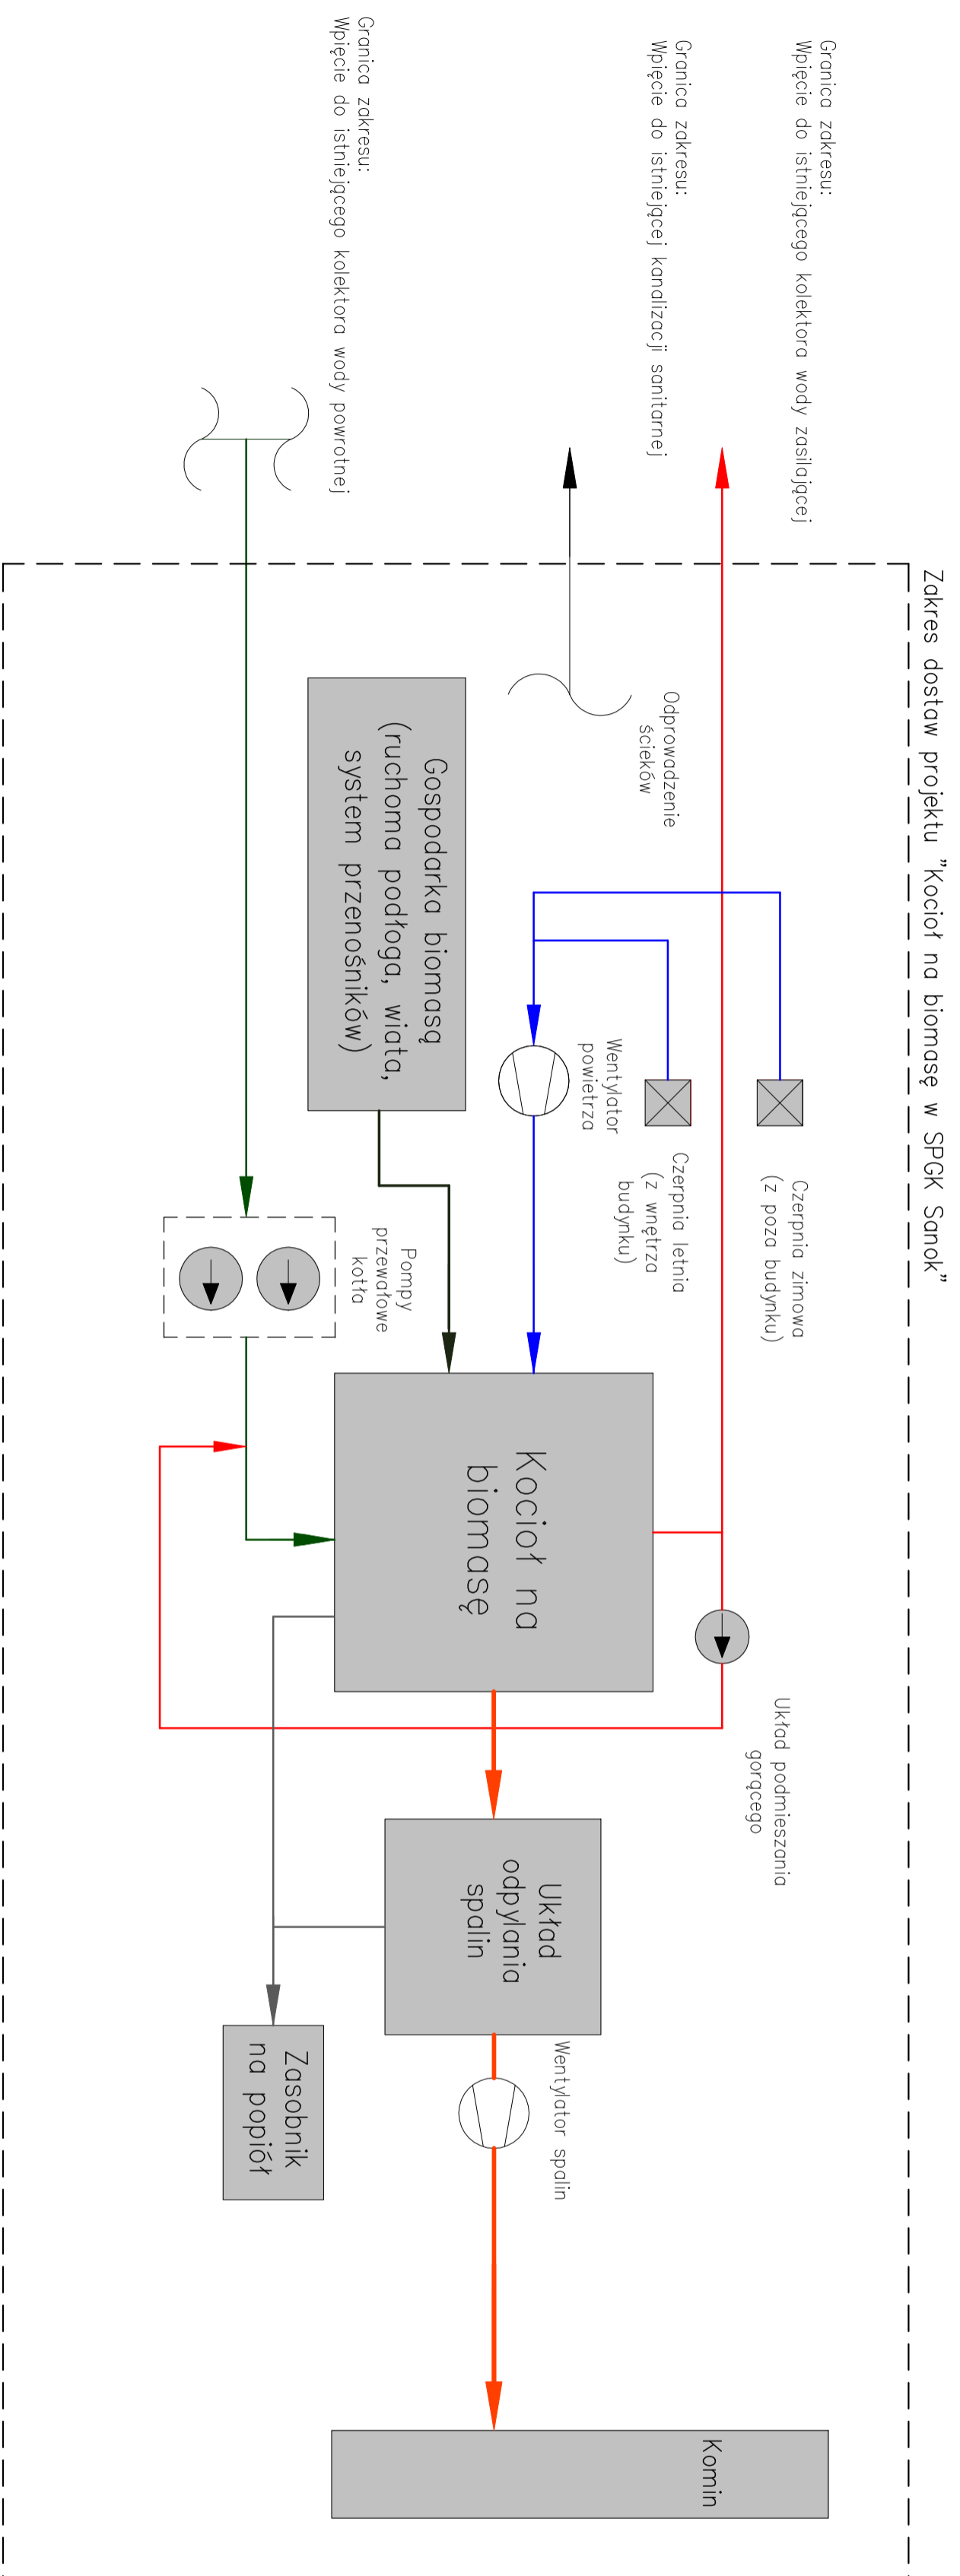 Zakres dostaw projektu "Kocioł na biomasę w SPGK Sanok"
Granica zakresu:
Wpięcie do istniejącego kolektora wody zasilającej
Granica zakresu:
Wpięcie do istniejącej kanalizacji sanitarnej
Granica zakresu:
Wpięcie do istniejącego kolektora wody powrotnej
Odprowadzenie
ścieków
Czerpnia zimowa
(z poza budynku)
Czerpnia letnia
(z wnętrza
budynku)
Wentylator
powietrza
Gospodarka biomasą
(ruchoma podłoga, wiata,
system przenośników)
Pompy
przewałowe
kotła
Kocioł na
biomasę
Układ podmieszania
gorącego
Układ
odpylania
spalin
Wentylator spalin
Zasobnik
na popiół
Komin